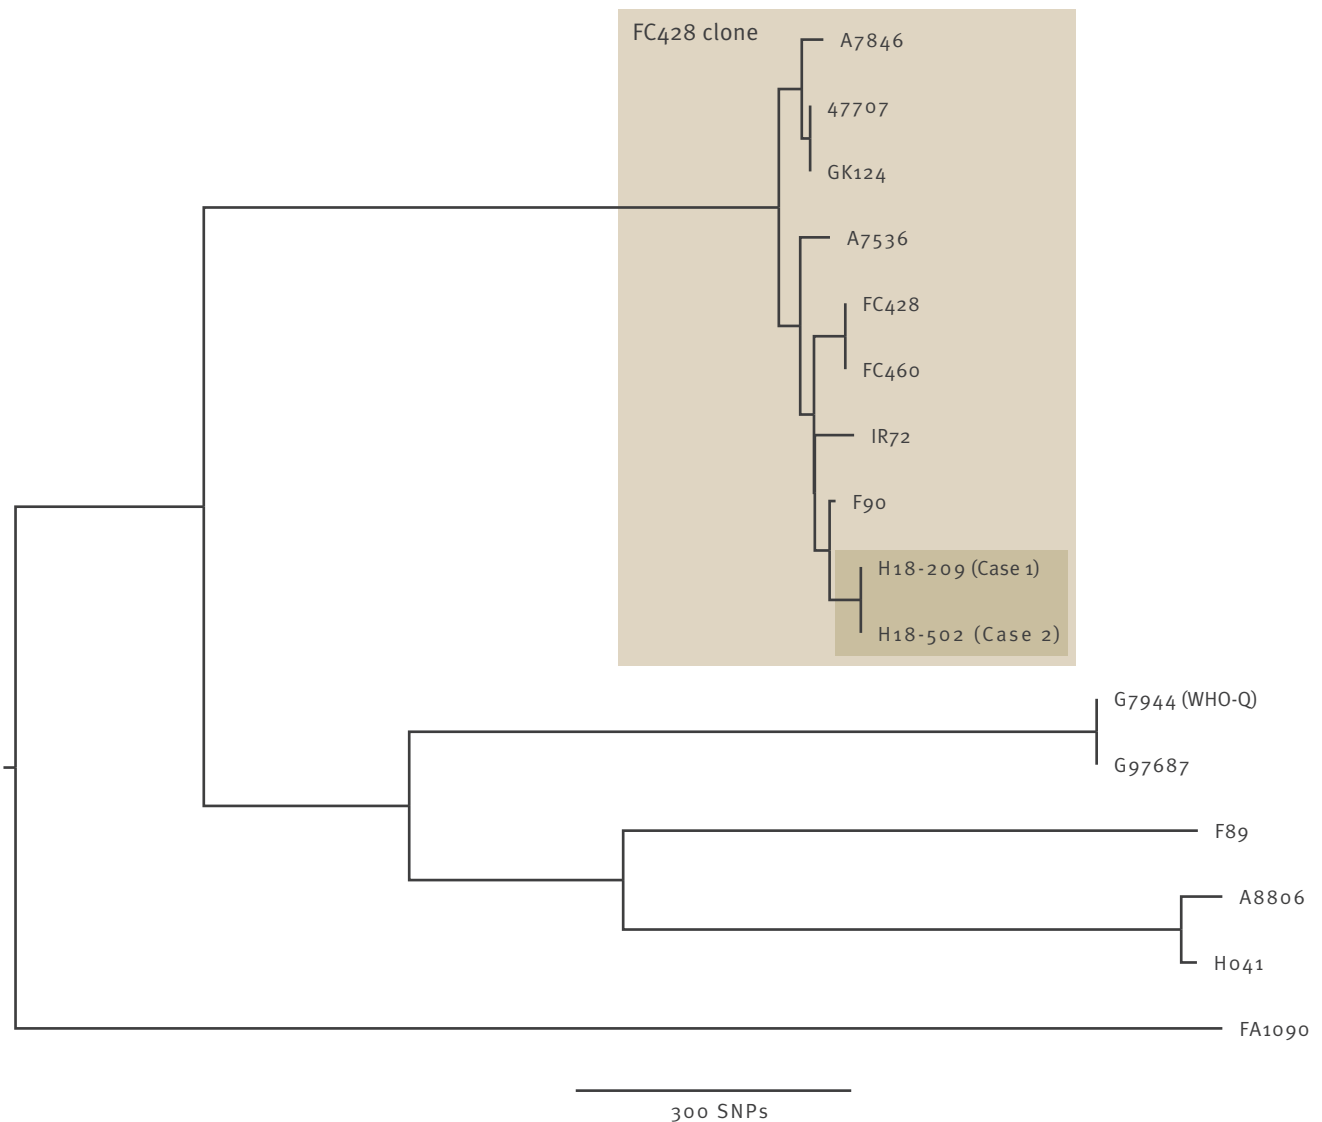 FC428 clone
A7846
47707
GK124
A7536
FC428
FC460
IR72
F90
H18-209 (Case 1)
H18-502 (Case 2)
G7944 (WHO-Q)
G97687
F89
A8806
H041
FA1090
300 SNPs